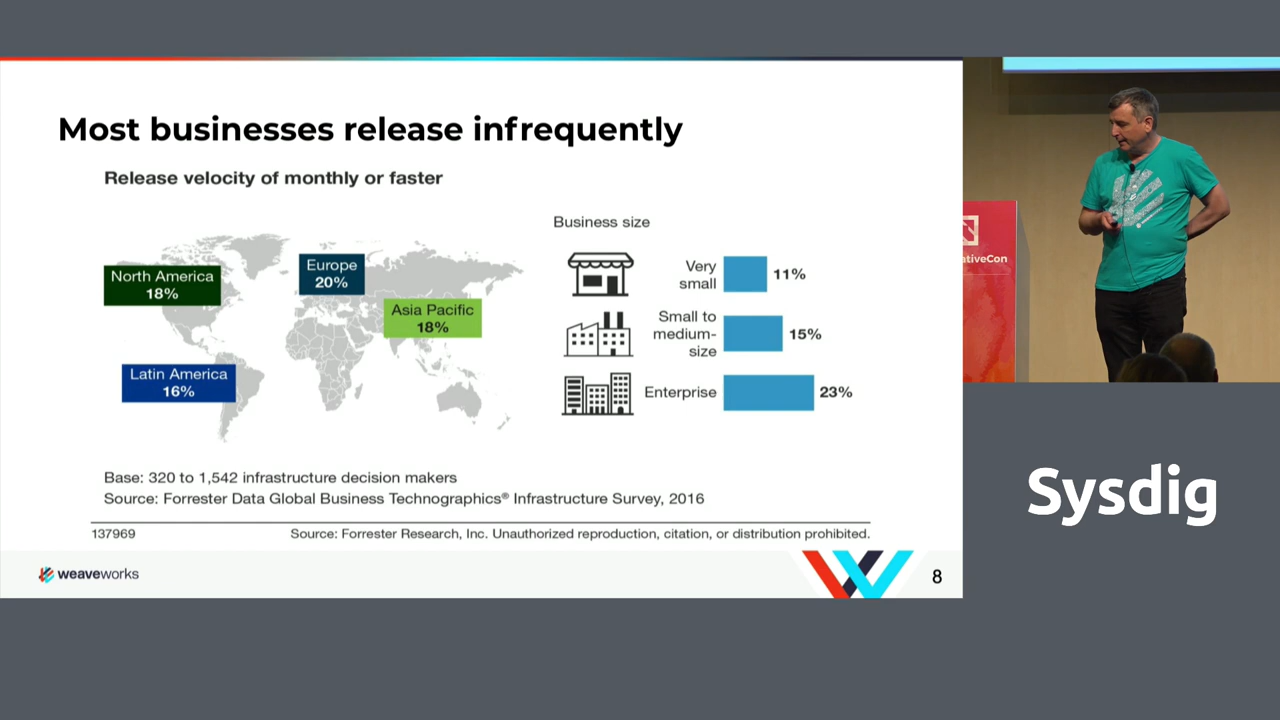 Most businesses release infrequently
Release velocity of monthly or faster
North America
18%
Europe
20%
Asia Pacific
18%
Latin America
16%
Business size
Very
small
11%
Small to
medium-
size
15%
Enterprise
23%
Base: 320 to 1,542 infrastructure decision makers
Source: Forrester Data Global Business Technographics® Infrastructure Survey, 2016
137969
Source: Forrester Research, Inc. Unauthorized reproduction, citation, or distribution prohibited.
weaveworks
8
ativeCon
Sysdig